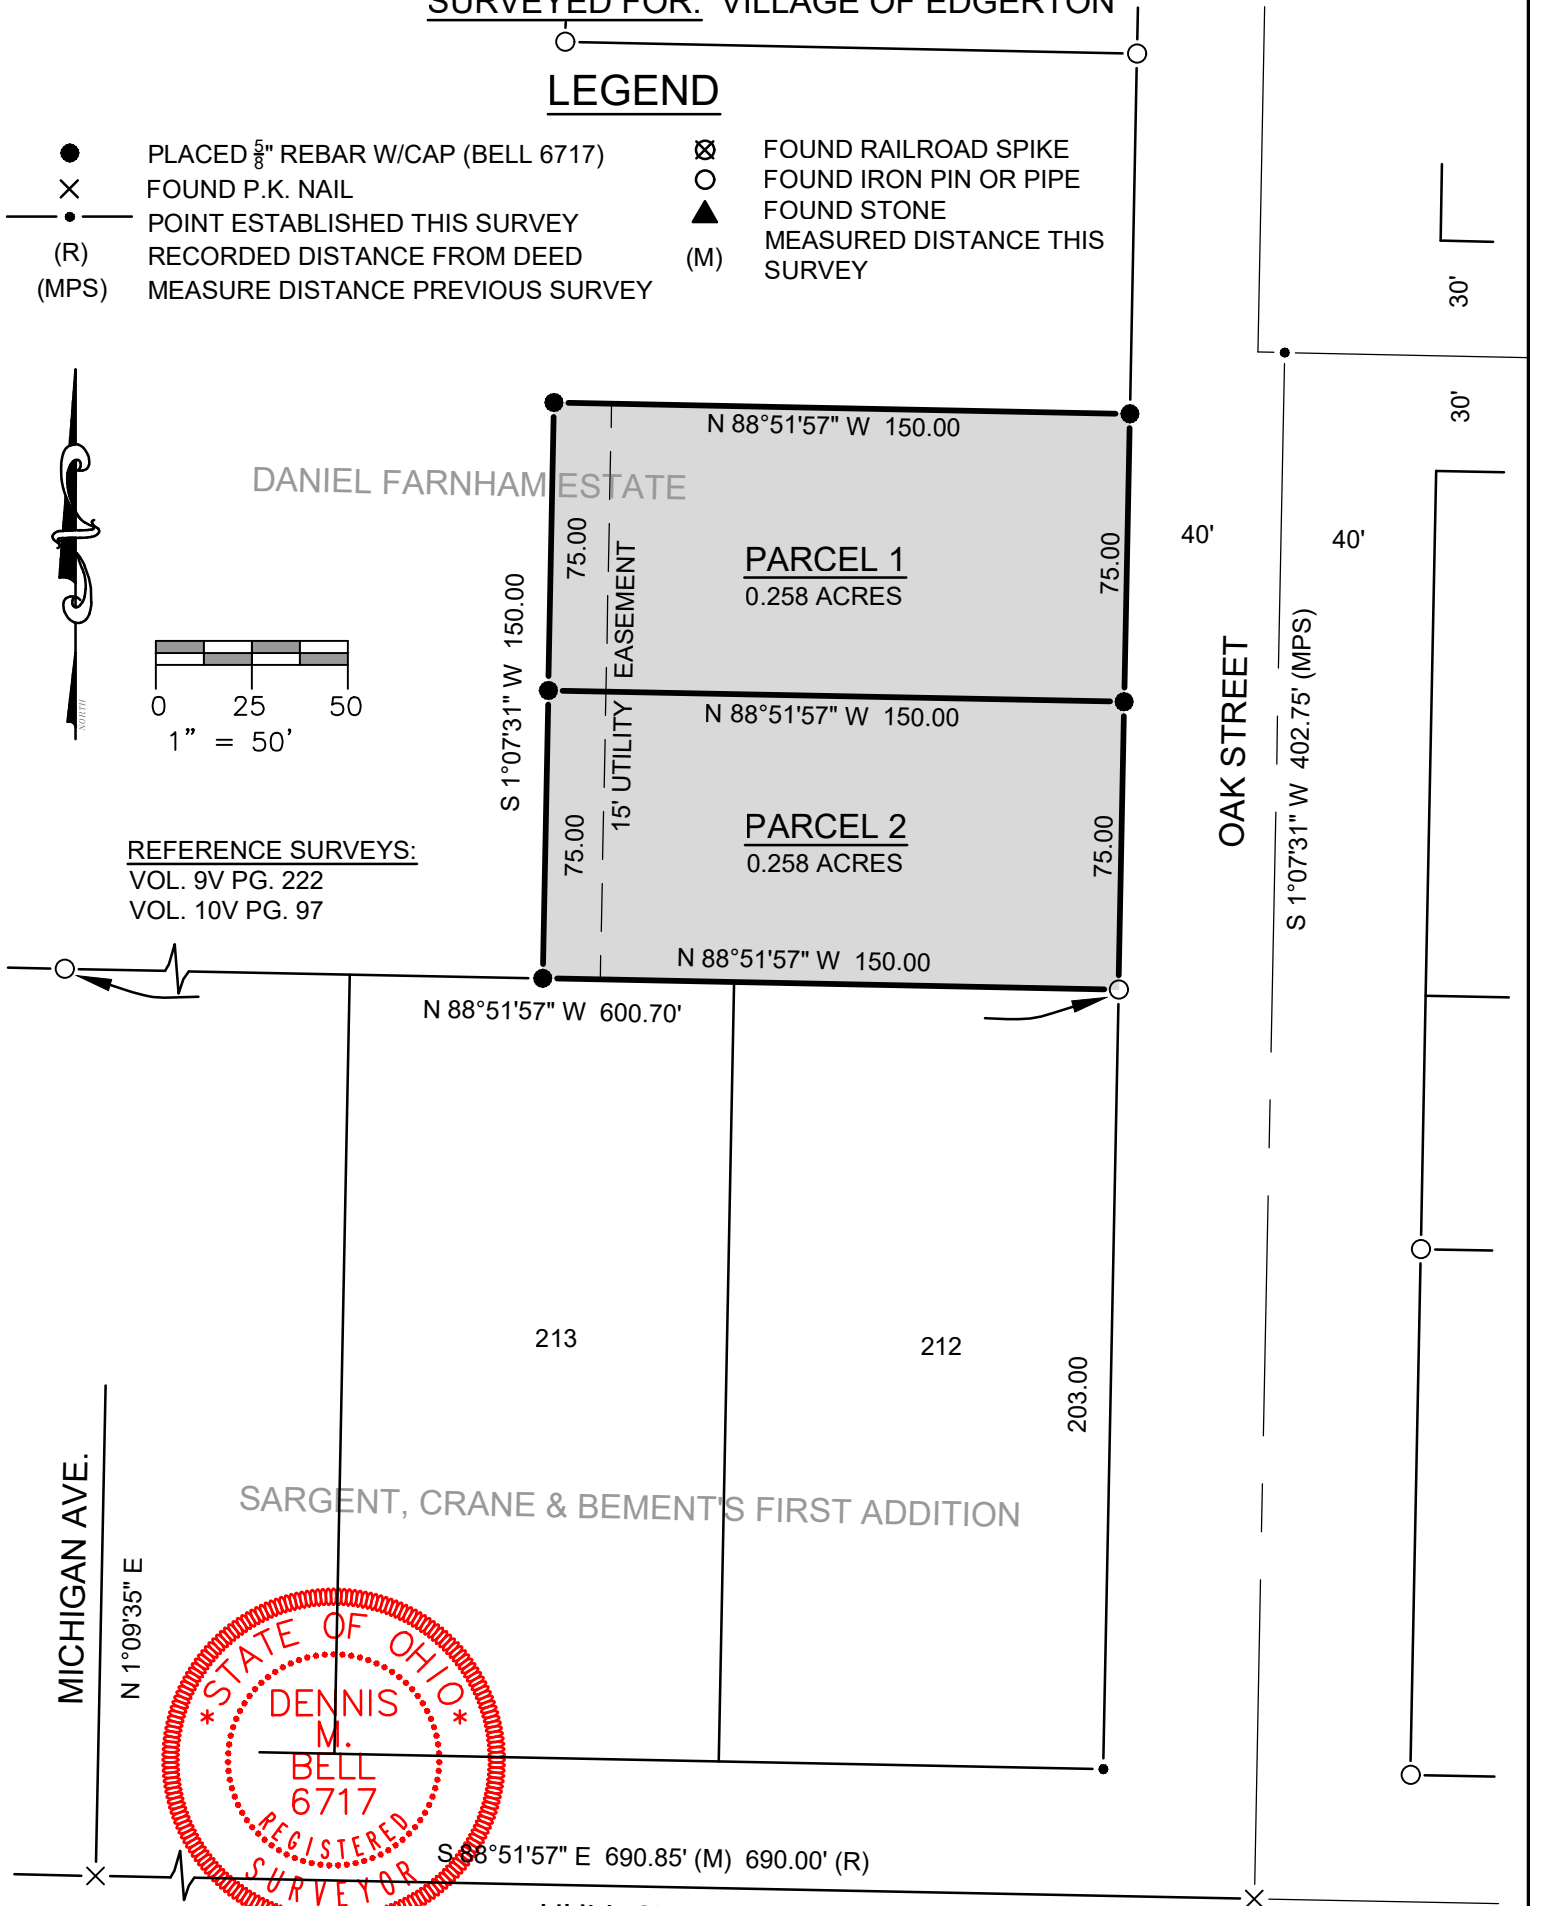 SURVEYED FOR: VILLAGE OF EDGERTON
LEGEND
PLACED 5/8" REBAR W/CAP (BELL 6717)
FOUND P.K. NAIL
POINT ESTABLISHED THIS SURVEY
(R) RECORDED DISTANCE FROM DEED
(MPS) MEASURE DISTANCE PREVIOUS SURVEY
FOUND RAILROAD SPIKE
FOUND IRON PIN OR PIPE
FOUND STONE
(M) MEASURED DISTANCE THIS
SURVEY
30'
30'
N 88°51'57" W 150.00
DANIEL FARNHAM ESTATE
75.00
PARCEL 1
0.258 ACRES
75.00
40'
40'
S 1°07'31" W 150.00
15' UTILITY EASEMENT
NORTH
0 25 50
1" = 50'
N 88°51'57" W 150.00
OAK STREET
S 1°07'31" W 402.75' (MPS)
75.00
PARCEL 2
0.258 ACRES
75.00
REFERENCE SURVEYS:
VOL. 9V PG. 222
VOL. 10V PG. 97
N 88°51'57" W 150.00
N 88°51'57" W 600.70'
213
212
203.00
SARGENT, CRANE & BEMENT'S FIRST ADDITION
MICHIGAN AVE.
N 1°09'35" E
*STATE OF OHIO*
DENNIS
M.
BELL
6717
REGISTERED
SURVEYOR
S 88°51'57" E 690.85' (M) 690.00' (R)